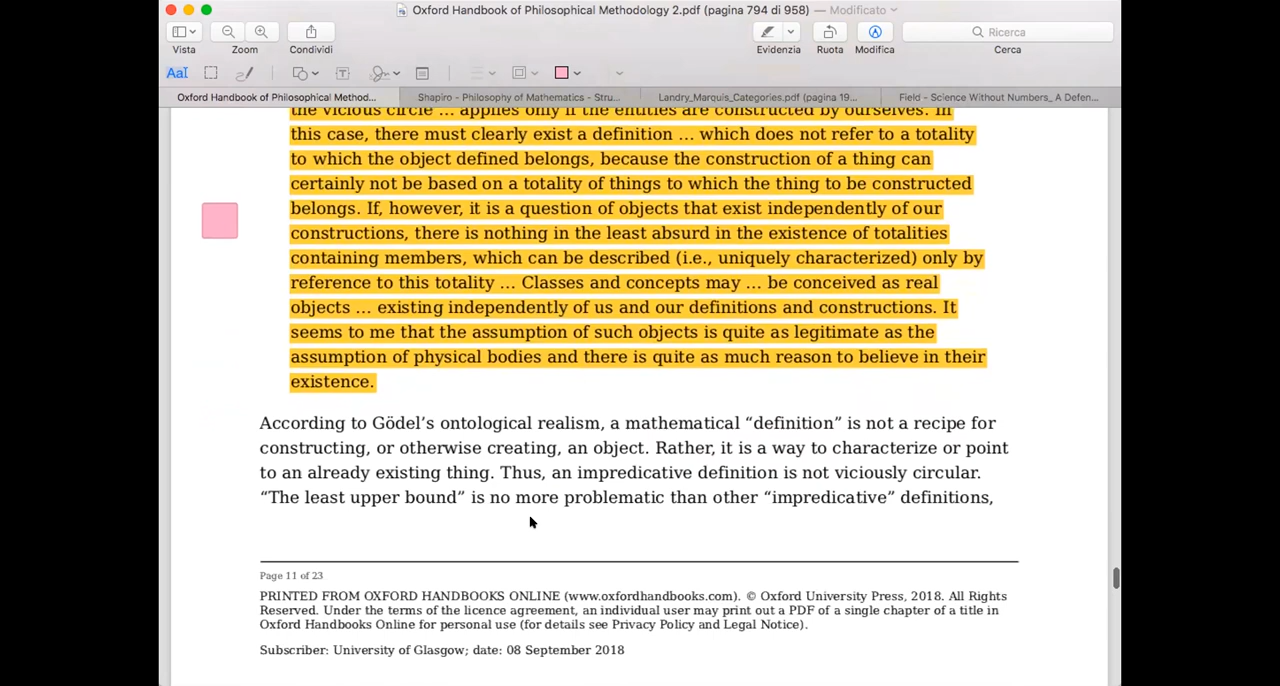 Oxford Handbook of Philosophical Methodology 2.pdf (pagina 794 di 958) — Modificato
Vista
Zoom
Condividi
Evidenzia
Ruota
Modifica
Ricerca
Cerca
AaI
Oxford Handbook of Philosophical Method...
Shapiro - Philosophy of Mathematics - Stru...
Landry_Marquis_Categories.pdf (pagina 19...
Field - Science Without Numbers_ A Defen...
the vicious circle … applies only if the entities are constructed by ourselves. In
this case, there must clearly exist a definition … which does not refer to a totality
to which the object defined belongs, because the construction of a thing can
certainly not be based on a totality of things to which the thing to be constructed
belongs. If, however, it is a question of objects that exist independently of our
constructions, there is nothing in the least absurd in the existence of totalities
containing members, which can be described (i.e., uniquely characterized) only by
reference to this totality … Classes and concepts may … be conceived as real
objects … existing independently of us and our definitions and constructions. It
seems to me that the assumption of such objects is quite as legitimate as the
assumption of physical bodies and there is quite as much reason to believe in their
existence.
According to Gödel’s ontological realism, a mathematical “definition” is not a recipe for
constructing, or otherwise creating, an object. Rather, it is a way to characterize or point
to an already existing thing. Thus, an impredicative definition is not viciously circular.
“The least upper bound” is no more problematic than other “impredicative” definitions,
Page 11 of 23
PRINTED FROM OXFORD HANDBOOKS ONLINE (www.oxfordhandbooks.com). © Oxford University Press, 2018. All Rights
Reserved. Under the terms of the licence agreement, an individual user may print out a PDF of a single chapter of a title in
Oxford Handbooks Online for personal use (for details see Privacy Policy and Legal Notice).
Subscriber: University of Glasgow; date: 08 September 2018